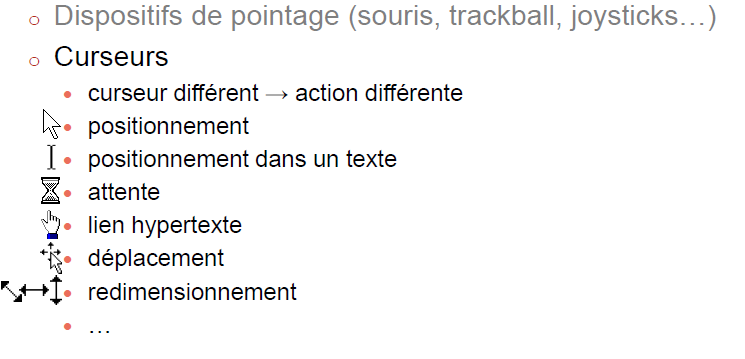 Dispositifs de pointage (souris, trackball, joysticks…)
Curseurs
curseur différent → action différente
positionnement
positionnement dans un texte
attente
lien hypertexte
déplacement
redimensionnement
…